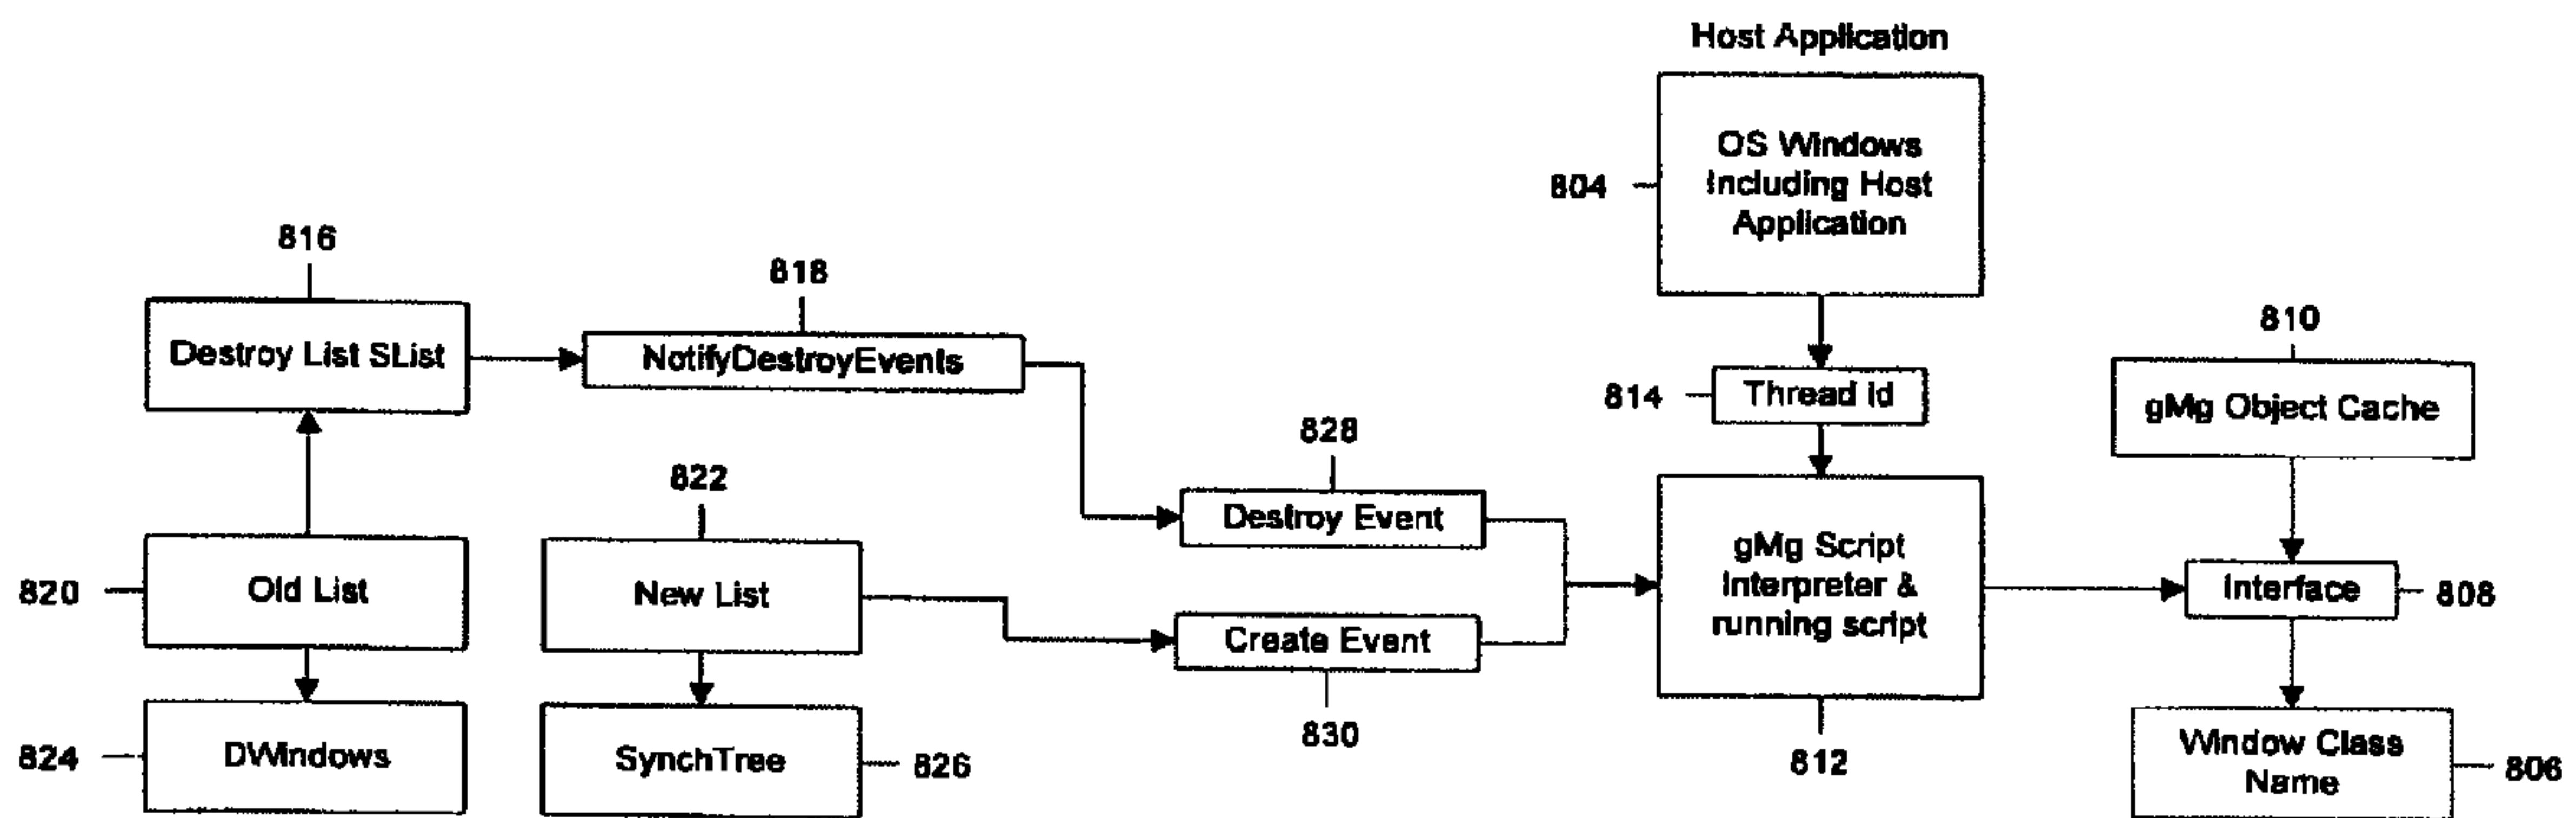 Host Application
OS Windows
Including Host
Application
804
816
818
810
Destroy List SList
NotifyDestroyEvents
814
Thread Id
gMg Object Cache
828
822
Destroy Event
820
Old List
New List
gMg Script
Interpreter &
running script
Interface
808
Create Event
830
824
DWindows
SynchTree
826
812
Window Class
Name
806